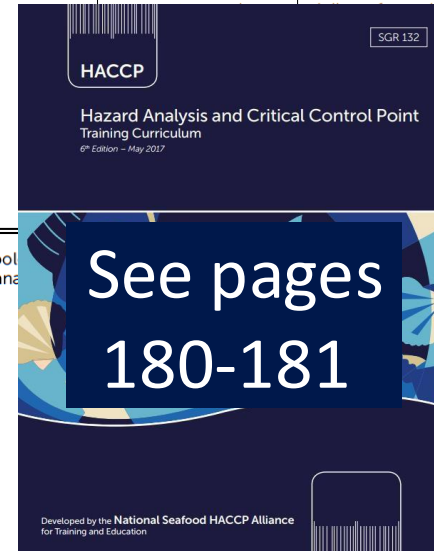 SGR 132
HACCP
Hazard Analysis and Critical Control Point
Training Curriculum
6th Edition – May 2017
See pages
180-181
Developed by the National Seafood HACCP Alliance
for Training and Education